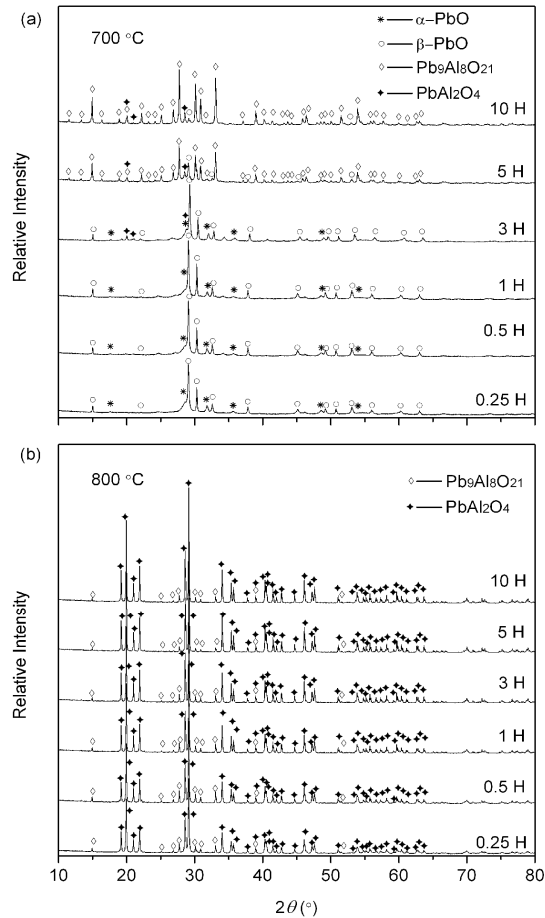 (a)
700 °C
α−PbO
β−PbO
Pb9Al8O21
PbAl2O4
10 H
5 H
3 H
1 H
0.5 H
0.25 H
Relative Intensity
(b)
800 °C
Pb9Al8O21
PbAl2O4
10 H
5 H
3 H
1 H
0.5 H
0.25 H
Relative Intensity
10 20 30 40 50 60 70 80
2θ (°)